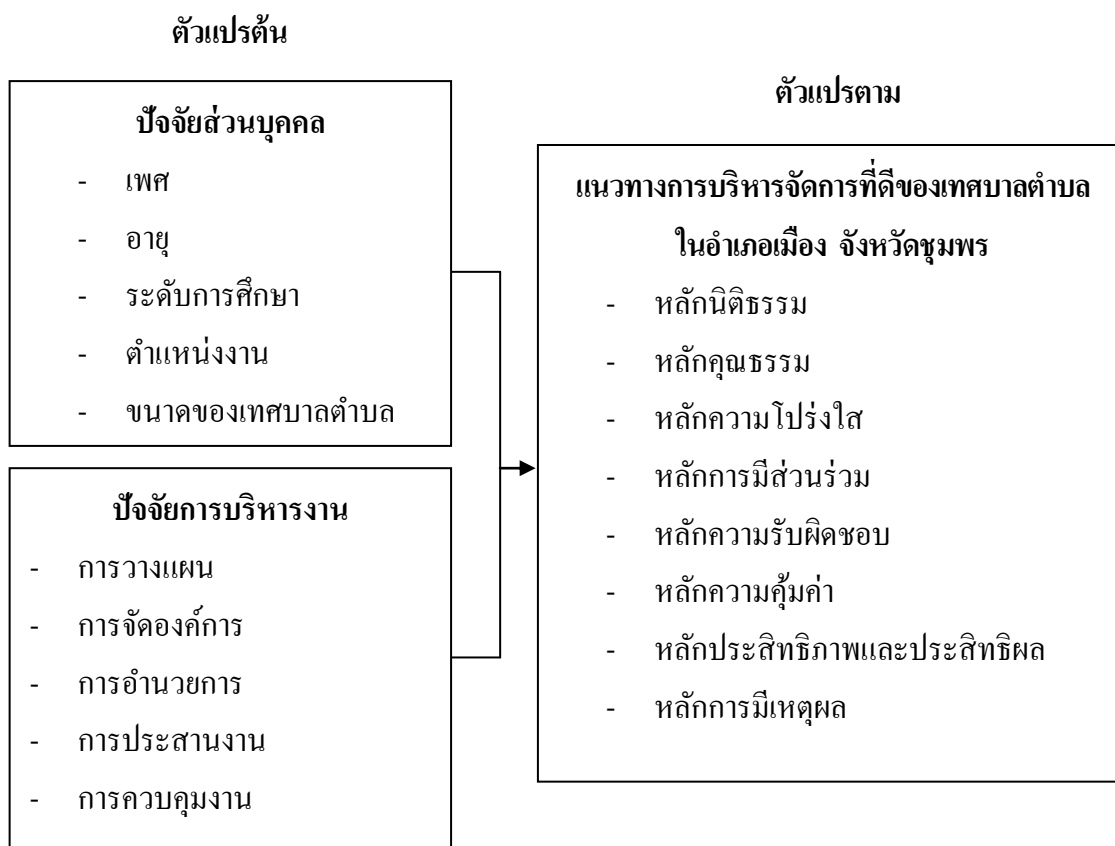 ตัวแปรต้น
ปัจจัยส่วนบุคคล
- เพศ
- อายุ
- ระดับการศึกษา
- ตำแหน่งงาน
- ขนาดของเทศบาลตำบล
ปัจจัยการบริหารงาน
- การวางแผน
- การจัดองค์การ
- การอำนวยการ
- การประสานงาน
- การควบคุมงาน
ตัวแปรตาม
แนวทางการบริหารจัดการที่ดีของเทศบาลตำบล
ในอำเภอเมือง จังหวัดชุมพร
- หลักนิติธรรม
- หลักคุณธรรม
- หลักความโปร่งใส
- หลักการมีส่วนร่วม
- หลักความรับผิดชอบ
- หลักความคุ้มค่า
- หลักประสิทธิภาพและประสิทธิผล
- หลักการมีเหตุผล